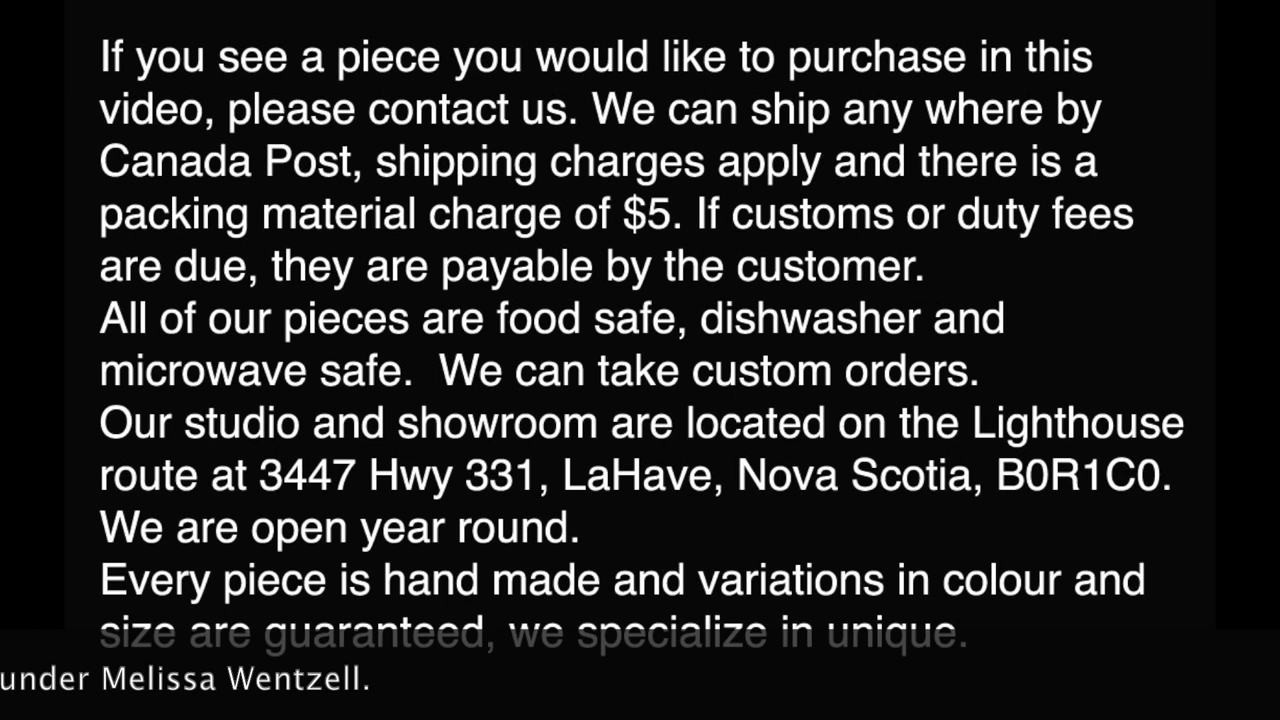 If you see a piece you would like to purchase in this
video, please contact us. We can ship any where by
Canada Post, shipping charges apply and there is a
packing material charge of $5. If customs or duty fees
are due, they are payable by the customer.
All of our pieces are food safe, dishwasher and
microwave safe.  We can take custom orders.
Our studio and showroom are located on the Lighthouse
route at 3447 Hwy 331, LaHave, Nova Scotia, B0R1C0.
We are open year round.
Every piece is hand made and variations in colour and
size are guaranteed, we specialize in unique.
under Melissa Wentzell.